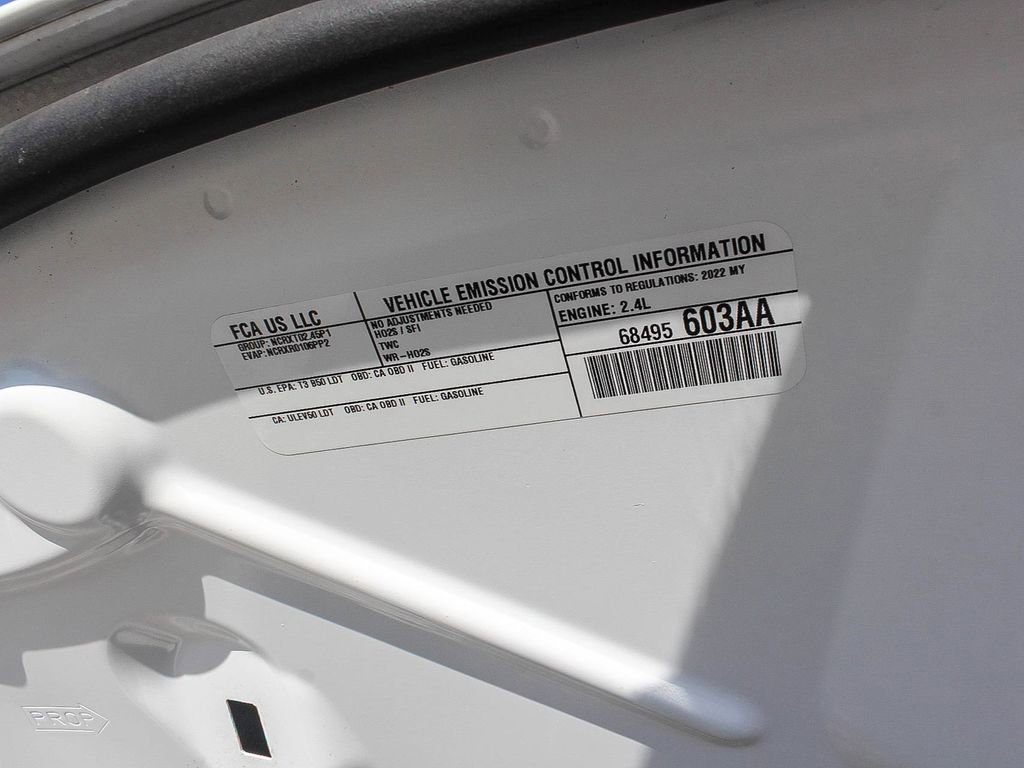 FCA US LLC
GROUP: NCRXT02.45P1
EVAP: NCRXR0106PP2
VEHICLE EMISSION CONTROL INFORMATION
NO ADJUSTMENTS NEEDED
HO2S / SFI
TWC
WR-HO2S
CONFORMS TO REGULATIONS: 2022 MY
ENGINE: 2.4L
68495 603AA
U.S. EPA: T3 B50 LDT OBD: CA OBD II FUEL: GASOLINE
CA: ULEV50 LDT OBD: CA OBD II FUEL: GASOLINE
PROP